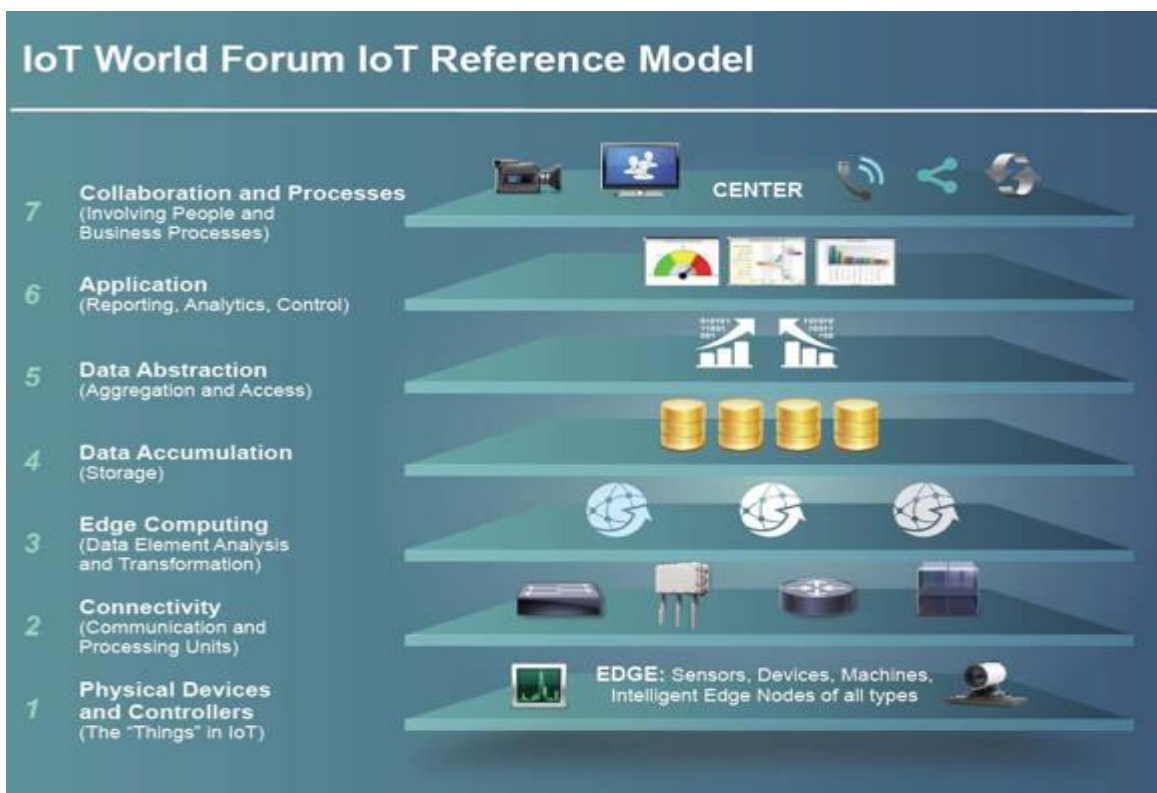 IoT World Forum IoT Reference Model
7
Collaboration and Processes
(Involving People and
Business Processes)
CENTER
6
Application
(Reporting, Analytics, Control)
5
Data Abstraction
(Aggregation and Access)
4
Data Accumulation
(Storage)
3
Edge Computing
(Data Element Analysis
and Transformation)
2
Connectivity
(Communication and
Processing Units)
1
Physical Devices
and Controllers
(The “Things” in IoT)
EDGE: Sensors, Devices, Machines,
Intelligent Edge Nodes of all types